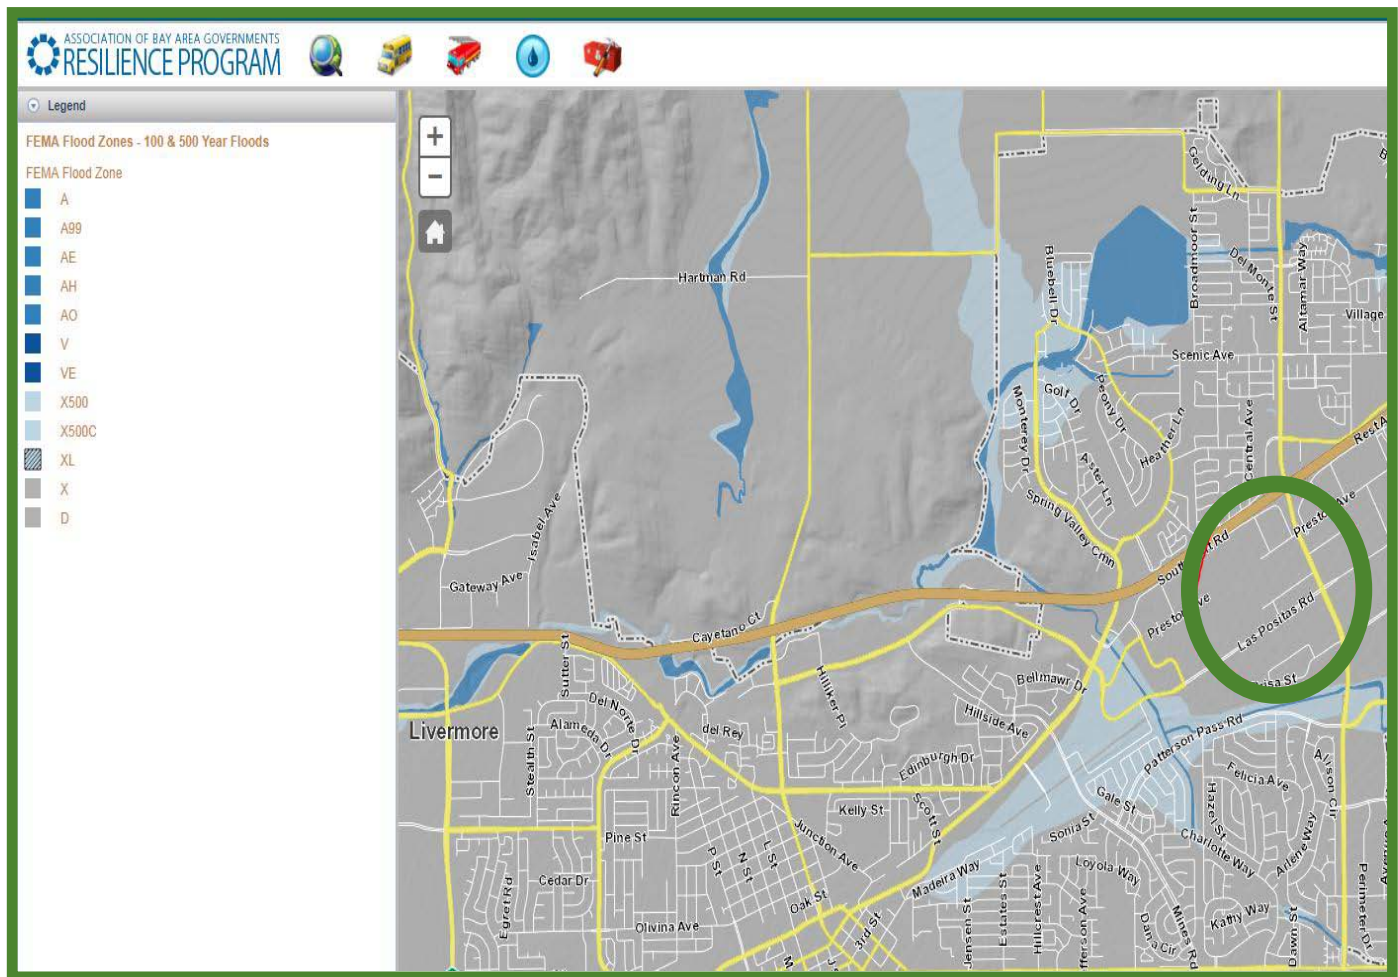 ASSOCIATION OF BAY AREA GOVERNMENTS
RESILIENCE PROGRAM
Legend
FEMA Flood Zones - 100 & 500 Year Floods
FEMA Flood Zone
A
A99
AE
AH
AO
V
VE
X500
X500C
XL
X
D
+
−
Gelding Ln
Hartman Rd
Bluebell Dr
Broadmoor St
Del Monte St
Altamar Way
Village
Scenic Ave
Golf Dr
Peony Dr
Monterey Dr
Heather Ln
Central Ave
Aster Ln
Spring Valley Cmn
Isabel Ave
Preston Ave
Gateway Ave
Preston Ave
Las Positas Rd
Cayetano Ct
Sutter St
Hilliker Pl
Bellmawr Dr
Del Norte Dr
Hillside Ave
Patterson Pass Rd
Livermore
Alameda Dr
del Rey
Stealth St
Rincon Ave
Edinburgh Dr
Felicia Ave
Alyson Cir
Gale St
Hazel St
Kelly St
Scott St
Sonia St
Charlotte Way
Arlene Way
Pine St
Junction Ave
P St
N St
L St
Loyola Way
Madeira Way
Cedar Dr
Oak St
Egret Rd
Olivina Ave
3rd St
Jensen St
Estates St
Hillcrest Ave
fferson Ave
Dana Cir
Mines Rd
Kathy Way
Dawn St
Perimeter Dr